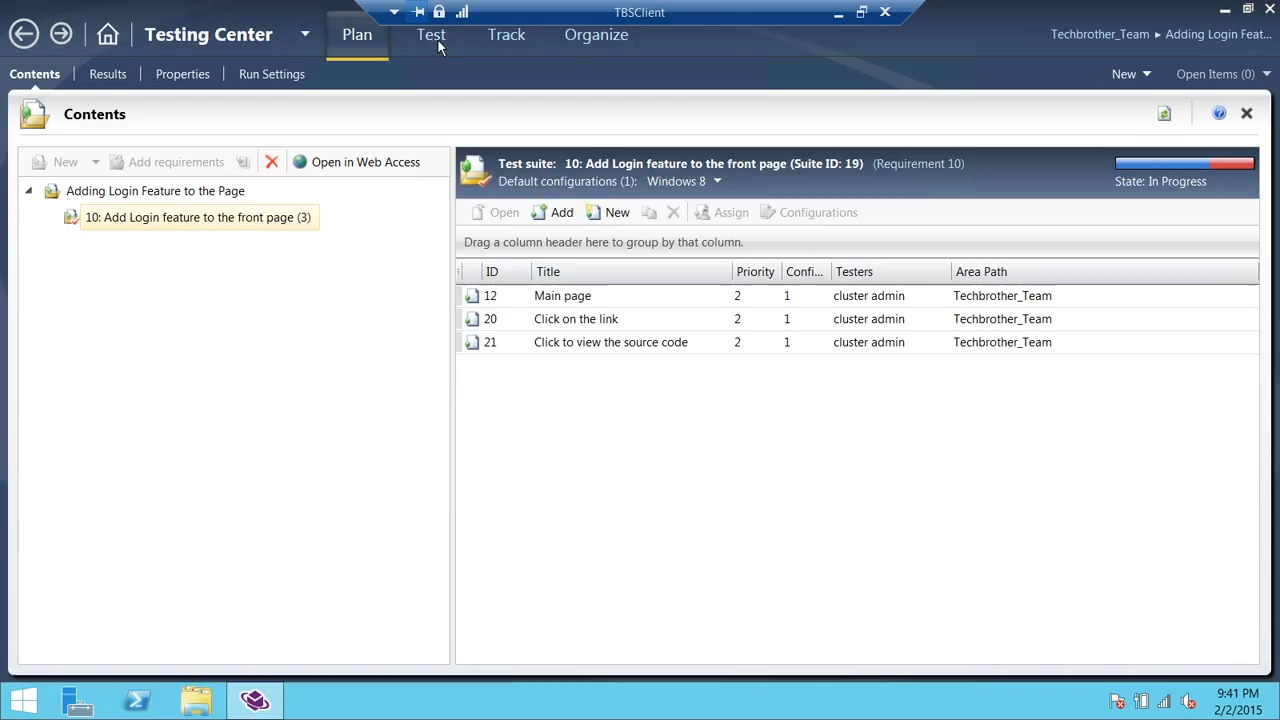 TBSClient
Testing Center
Plan
Test
Track
Organize
Techbrother_Team ▸ Adding Login Feat...
Contents
Results
Properties
Run Settings
New
Open Items (0)
Contents
New
Add requirements
Open in Web Access
Adding Login Feature to the Page
10: Add Login feature to the front page (3)
Test suite: 10: Add Login feature to the front page (Suite ID: 19) (Requirement 10)
Default configurations (1): Windows 8
State: In Progress
Open
Add
New
Assign
Configurations
Drag a column header here to group by that column.
ID Title Priority Confi... Testers Area Path
12 Main page 2 1 cluster admin Techbrother_Team
20 Click on the link 2 1 cluster admin Techbrother_Team
21 Click to view the source code 2 1 cluster admin Techbrother_Team
9:41 PM
2/2/2015